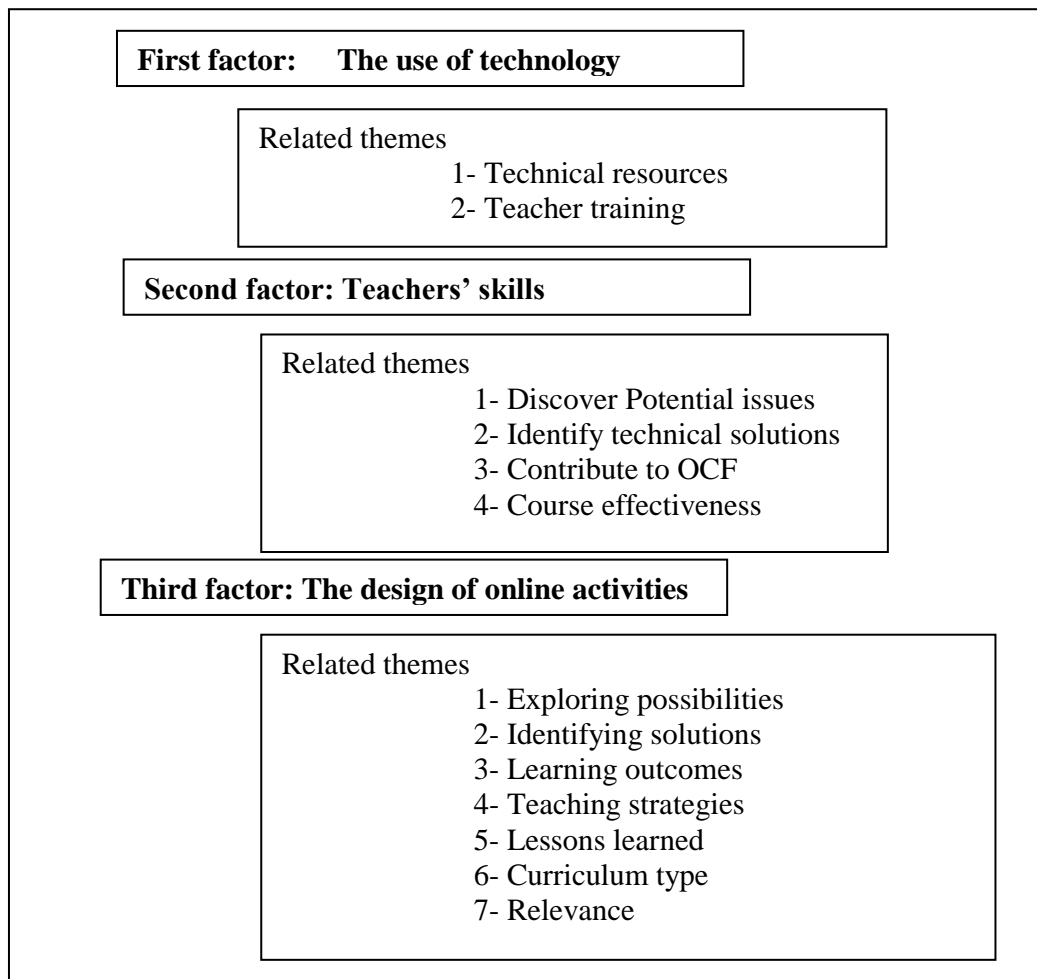 First factor: The use of technology
Related themes
1- Technical resources
2- Teacher training
Second factor: Teachers’ skills
Related themes
1- Discover Potential issues
2- Identify technical solutions
3- Contribute to OCF
4- Course effectiveness
Third factor: The design of online activities
Related themes
1- Exploring possibilities
2- Identifying solutions
3- Learning outcomes
4- Teaching strategies
5- Lessons learned
6- Curriculum type
7- Relevance